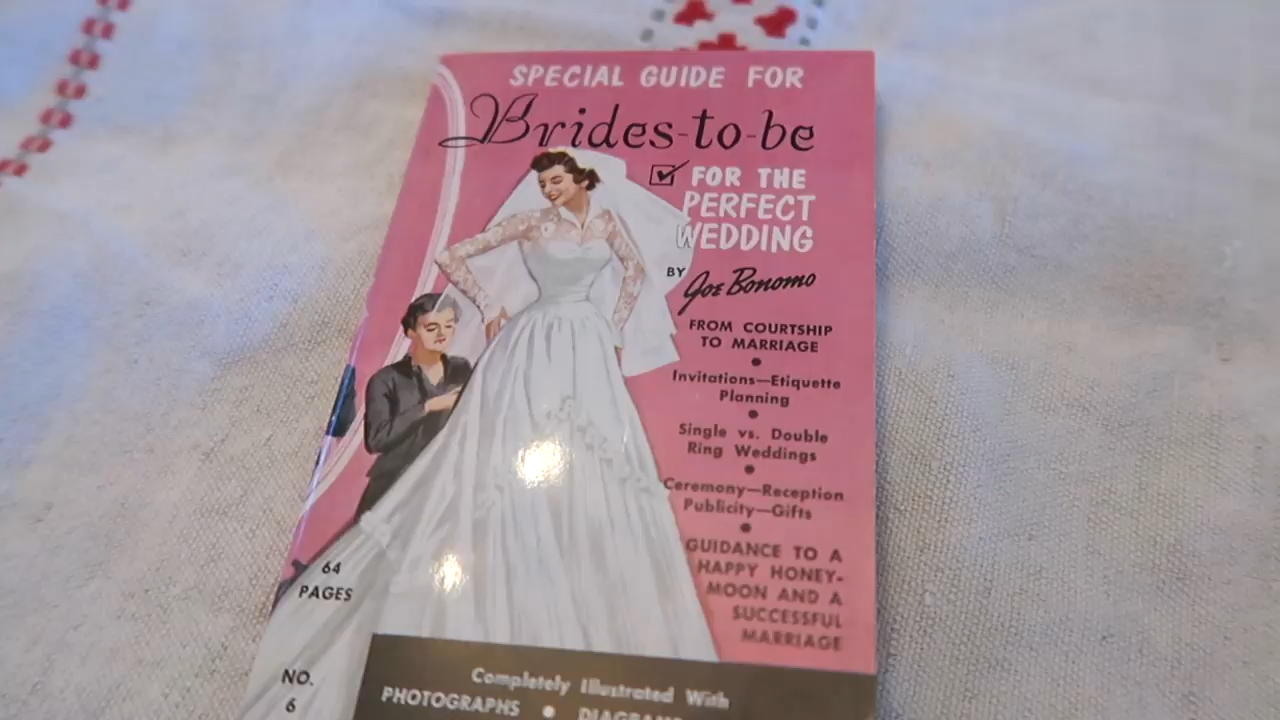 SPECIAL GUIDE FOR
Brides-to-be
FOR THE
PERFECT
WEDDING
BY Joe Bonomo
FROM COURTSHIP
TO MARRIAGE
Invitations—Etiquette
Planning
Single vs. Double
Ring Weddings
Ceremony—Reception
Publicity—Gifts
GUIDANCE TO A
HAPPY HONEY-
MOON AND A
SUCCESSFUL
MARRIAGE
64
PAGES
NO.
6
Completely Illustrated With
PHOTOGRAPHS • DIAGRAMS